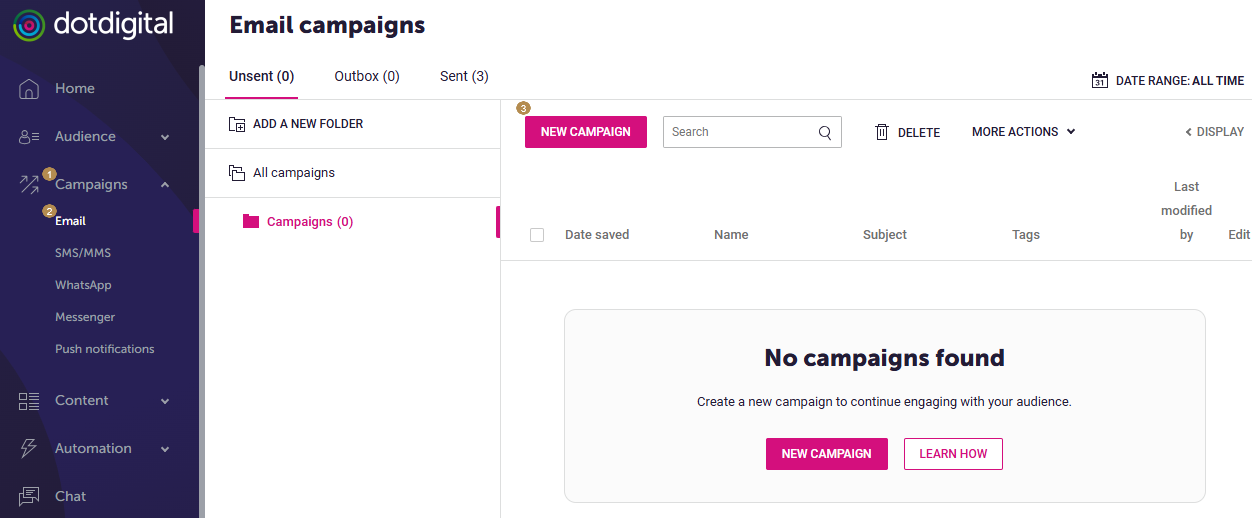 dotdigital
Home
Audience
1
Campaigns
2
Email
SMS/MMS
WhatsApp
Messenger
Push notifications
Content
Automation
Chat
Email campaigns
Unsent (0) Outbox (0) Sent (3)
31 DATE RANGE: ALL TIME
ADD A NEW FOLDER
All campaigns
Campaigns (0)
3
NEW CAMPAIGN Search DELETE MORE ACTIONS DISPLAY
Date saved Name Subject Tags Last
modified
by Edit
No campaigns found
Create a new campaign to continue engaging with your audience.
NEW CAMPAIGN LEARN HOW